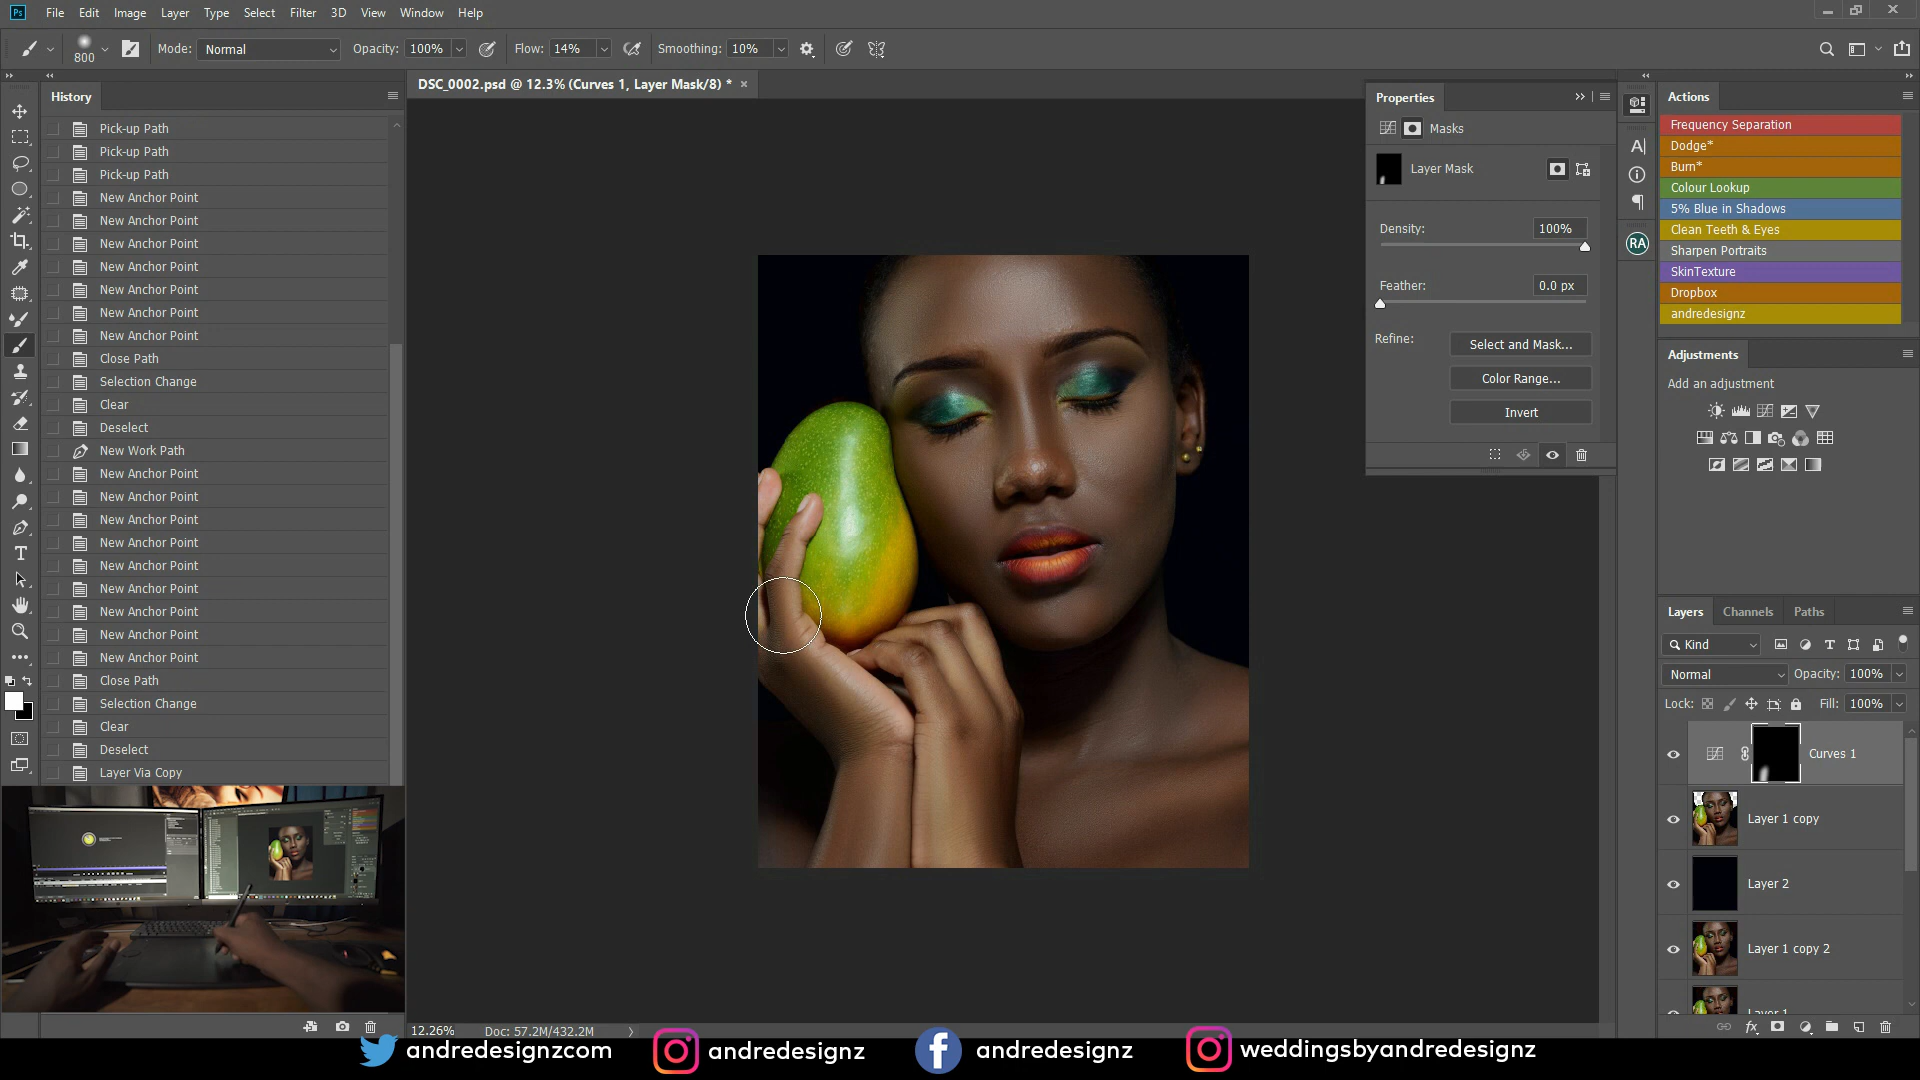 Ps File Edit Image Layer Type Select Filter 3D View Window Help
800 Mode: Normal Opacity: 100% Flow: 14% Smoothing: 10%
History
Pick-up Path
Pick-up Path
Pick-up Path
New Anchor Point
New Anchor Point
New Anchor Point
New Anchor Point
New Anchor Point
New Anchor Point
New Anchor Point
Close Path
Selection Change
Clear
Deselect
New Work Path
New Anchor Point
New Anchor Point
New Anchor Point
New Anchor Point
New Anchor Point
New Anchor Point
New Anchor Point
New Anchor Point
New Anchor Point
Close Path
Selection Change
Clear
Deselect
Layer Via Copy
DSC_0002.psd @ 12.3% (Curves 1, Layer Mask/8) *
12.26% Doc: 57.2M/432.2M
Properties
Masks
Layer Mask
Density: 100%
Feather: 0.0 px
Refine: Select and Mask...
Color Range...
Invert
RA
Actions
Frequency Separation
Dodge*
Burn*
Colour Lookup
5% Blue in Shadows
Clean Teeth & Eyes
Sharpen Portraits
SkinTexture
Dropbox
andredesignz
Adjustments
Add an adjustment
Layers Channels Paths
Kind
Normal Opacity: 100%
Lock: Fill: 100%
Curves 1
Layer 1 copy
Layer 2
Layer 1 copy 2
Layer 1
andredesignzcom andredesignz andredesignz weddingsbyandredesignz